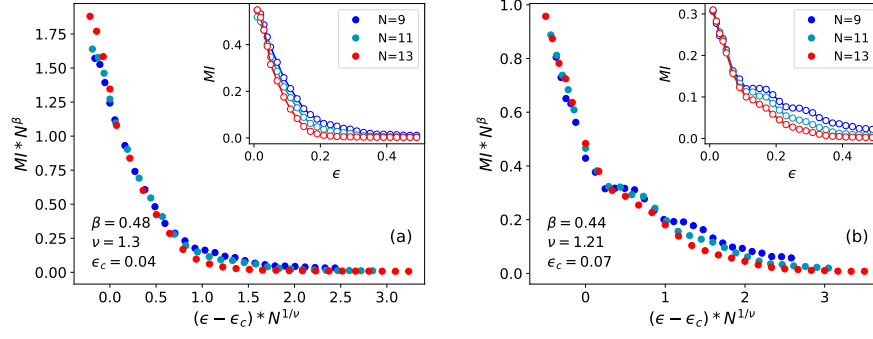 1.75
1.50
1.25
1.00
0.75
0.50
0.25
0.00
MI * N^β
0.0 0.5 1.0 1.5 2.0 2.5 3.0
(ϵ − ϵ_c) * N^{1/ν}
β = 0.48
ν = 1.3
ϵ_c = 0.04
(a)
0.4
0.2
0.0
MI
0.0 0.2 0.4
ϵ
N=9
N=11
N=13
1.0
0.8
0.6
0.4
0.2
0.0
MI * N^β
0 1 2 3
(ϵ − ϵ_c) * N^{1/ν}
β = 0.44
ν = 1.21
ϵ_c = 0.07
(b)
0.3
0.2
0.1
0.0
MI
0.0 0.2 0.4
ϵ
N=9
N=11
N=13